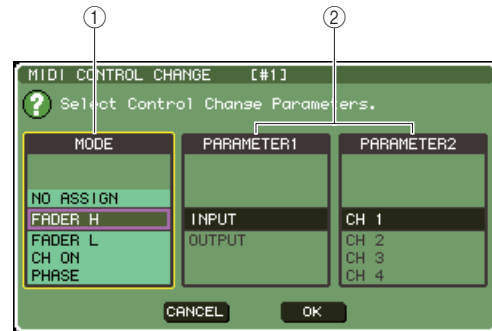 ① ②
MIDI CONTROL CHANGE [#1]
? Select Control Change Parameters.
MODE PARAMETER1 PARAMETER2
NO ASSIGN
FADER H INPUT CH 1
FADER L OUTPUT CH 2
CH ON CH 3
PHASE CH 4
CANCEL OK